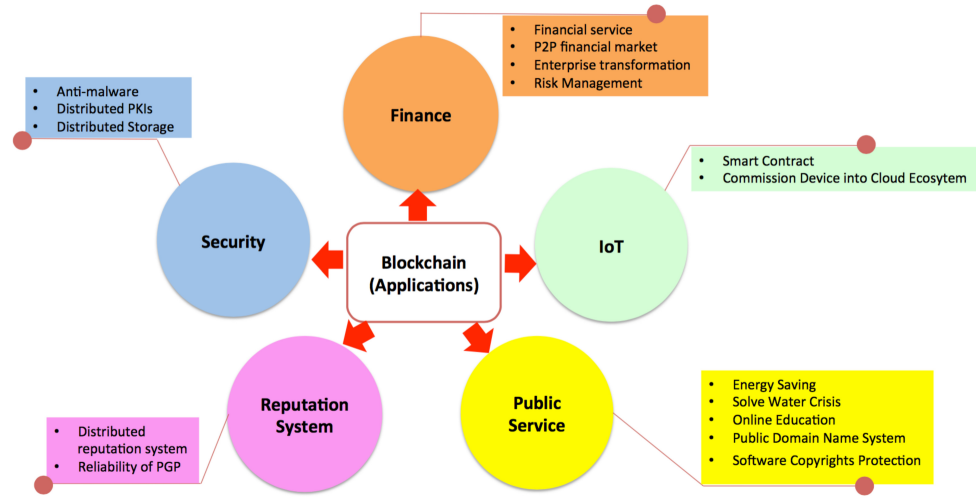 • Financial service
• P2P financial market
• Enterprise transformation
• Risk Management
Finance
• Anti-malware
• Distributed PKIs
• Distributed Storage
Security
• Smart Contract
• Commission Device into Cloud Ecosytem
IoT
Blockchain
(Applications)
Reputation
System
• Distributed
reputation system
• Reliability of PGP
Public
Service
• Energy Saving
• Solve Water Crisis
• Online Education
• Public Domain Name System
• Software Copyrights Protection